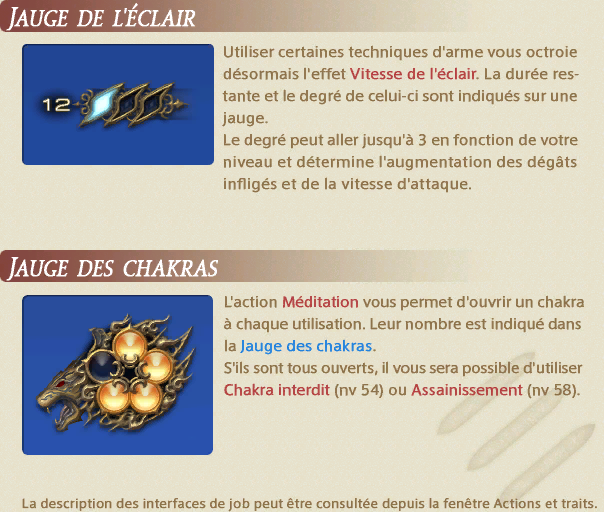 JAUGE DE L'ÉCLAIR
12
Utiliser certaines techniques d'arme vous octroie
désormais l'effet Vitesse de l'éclair. La durée res-
tante et le degré de celui-ci sont indiqués sur une
jauge.
Le degré peut aller jusqu'à 3 en fonction de votre
niveau et détermine l'augmentation des dégâts
infligés et de la vitesse d'attaque.
JAUGE DES CHAKRAS
L'action Méditation vous permet d'ouvrir un chakra
à chaque utilisation. Leur nombre est indiqué dans
la Jauge des chakras.
S'ils sont tous ouverts, il vous sera possible d'utiliser
Chakra interdit (nv 54) ou Assainissement (nv 58).
La description des interfaces de job peut être consultée depuis la fenêtre Actions et traits.